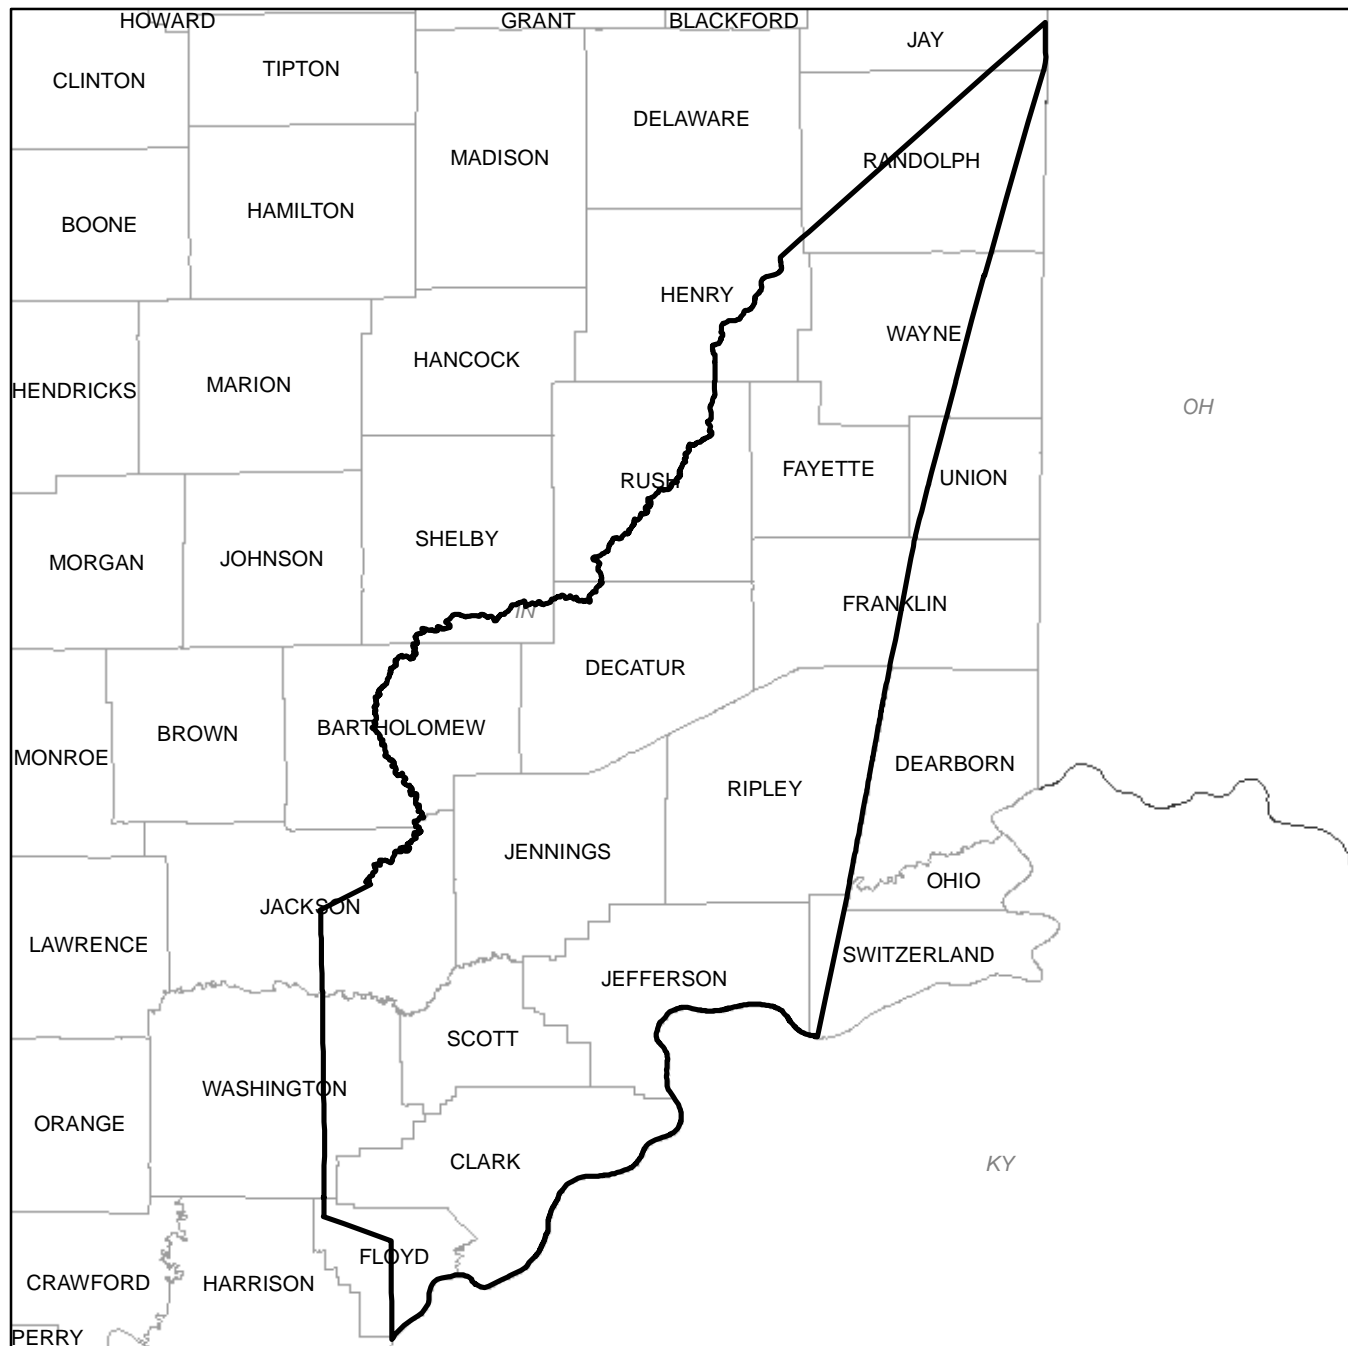 HOWARD
GRANT
BLACKFORD
JAY
CLINTON
TIPTON
DELAWARE
MADISON
RANDOLPH
BOONE
HAMILTON
HENRY
WAYNE
HANCOCK
HENDRICKS
MARION
OH
RUSH
FAYETTE
UNION
SHELBY
MORGAN
JOHNSON
FRANKLIN
IN
DECATUR
BARTHOLOMEW
BROWN
MONROE
DEARBORN
RIPLEY
JENNINGS
OHIO
JACKSON
LAWRENCE
SWITZERLAND
JEFFERSON
SCOTT
WASHINGTON
ORANGE
CLARK
KY
FLOYD
CRAWFORD
HARRISON
PERRY